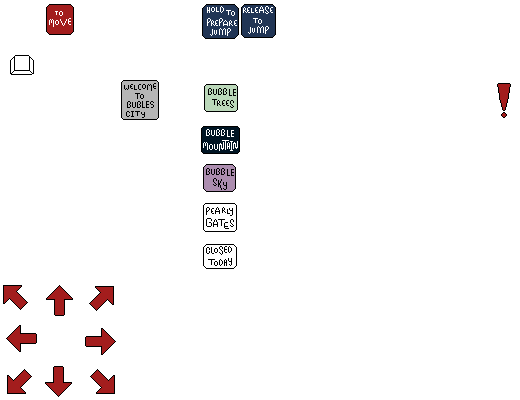 TO
MOVE
HOLD TO
PREPARE
JUMP
RELEASE
TO
JUMP
WELCOME
TO
BUBLES
CITY
BUBBLE
TREES
BUBBLE
MOUNTAIN
BUBBLE
SKY
PEARLY
GATES
CLOSED
TODAY
!